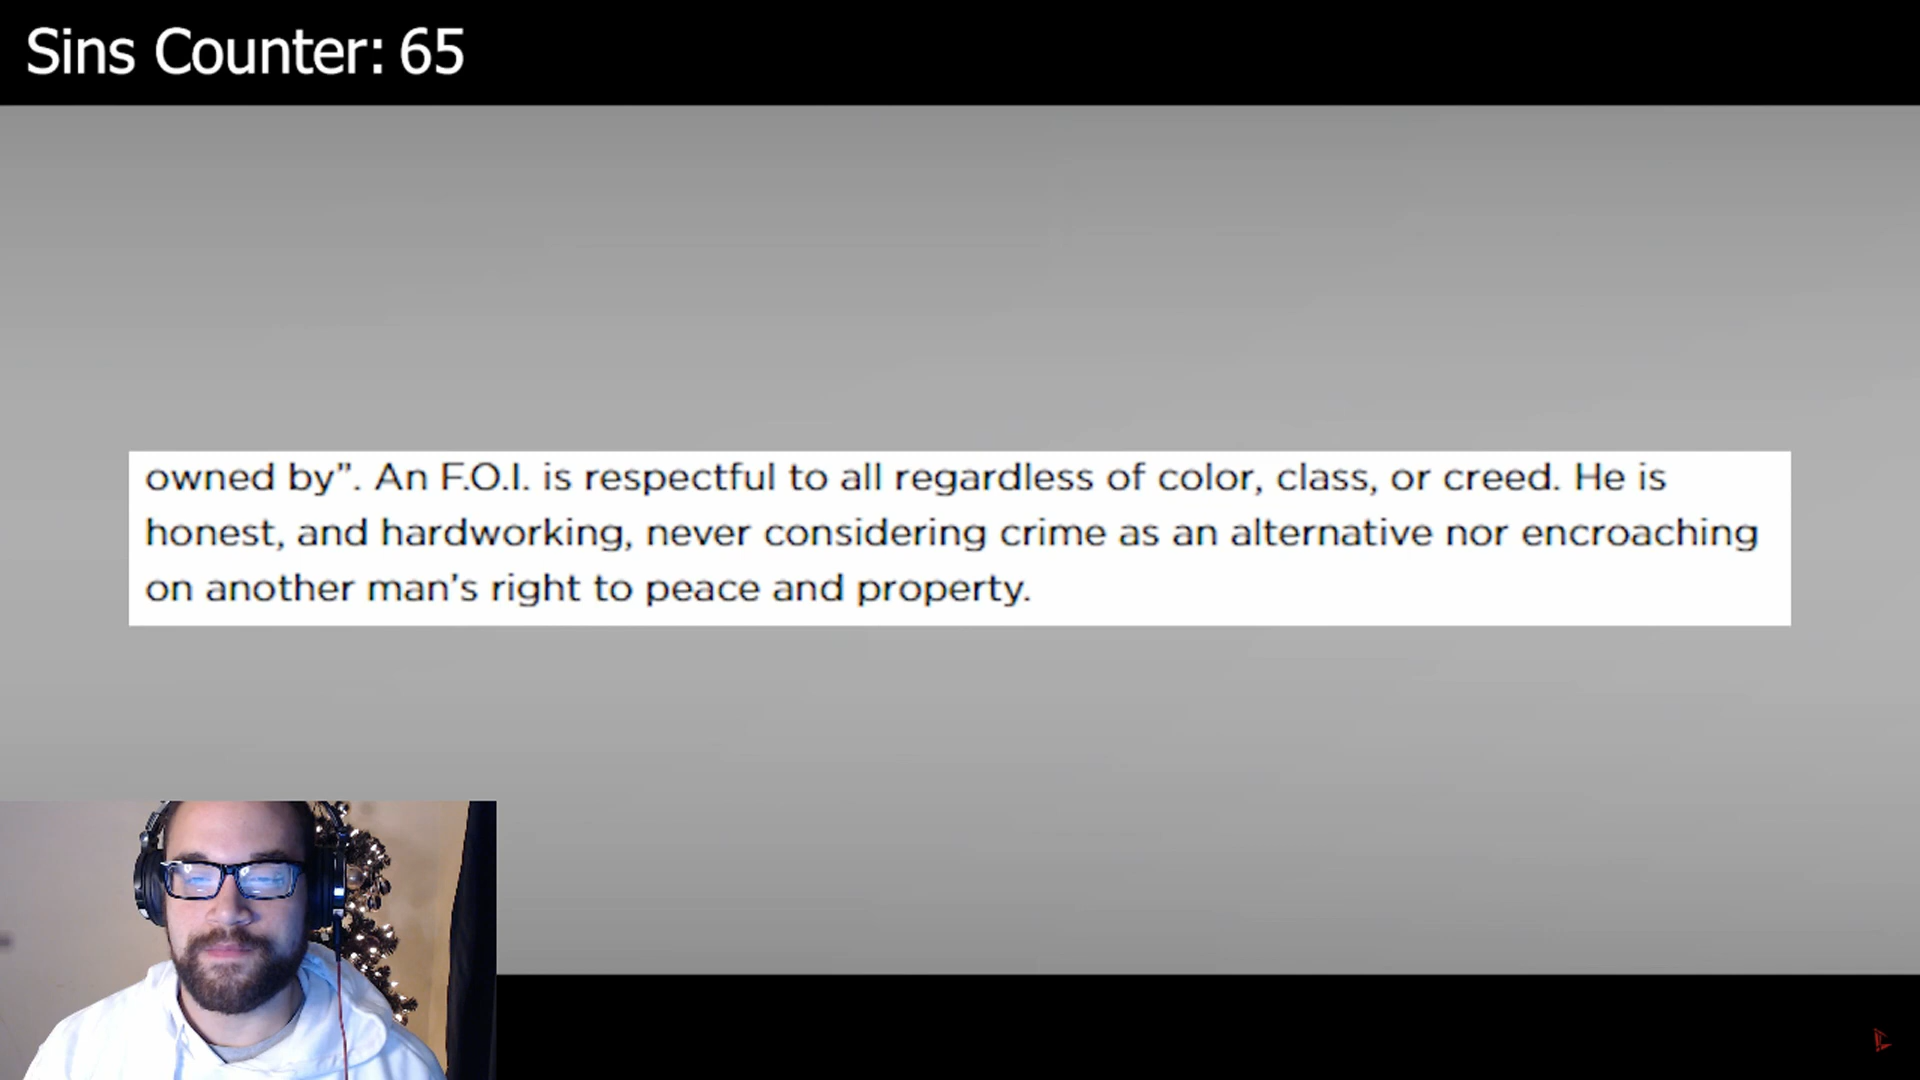 Sins Counter: 65
owned by”. An F.O.I. is respectful to all regardless of color, class, or creed. He is
honest, and hardworking, never considering crime as an alternative nor encroaching
on another man’s right to peace and property.